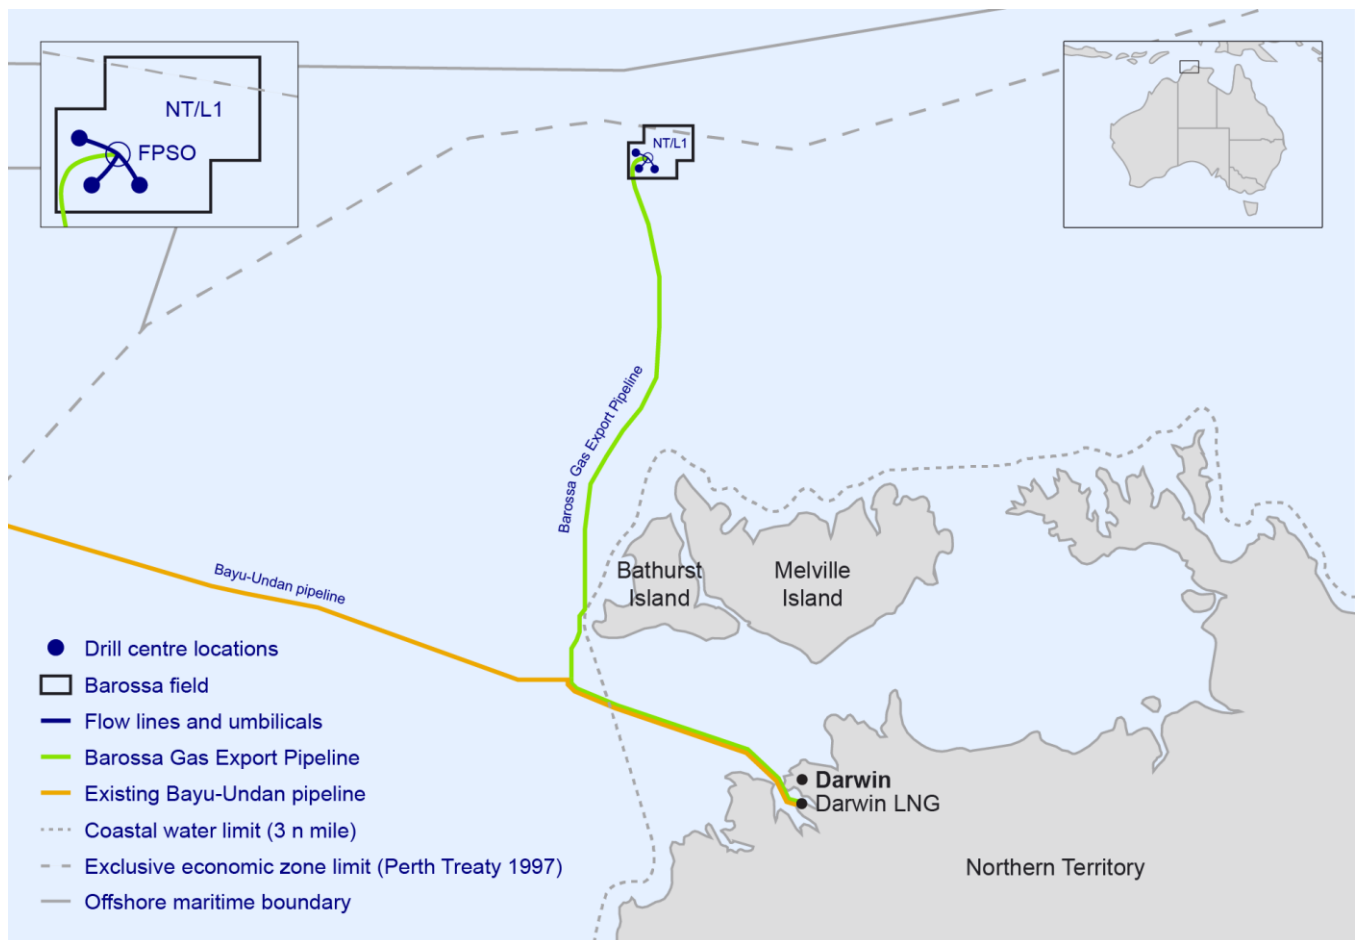 NT/L1
FPSO
NT/L1
Barossa Gas Export Pipeline
Bayu-Undan pipeline
Bathurst
Island
Melville
Island
Drill centre locations
Barossa field
Flow lines and umbilicals
Barossa Gas Export Pipeline
Existing Bayu-Undan pipeline
Coastal water limit (3 n mile)
Exclusive economic zone limit (Perth Treaty 1997)
Offshore maritime boundary
Darwin
Darwin LNG
Northern Territory